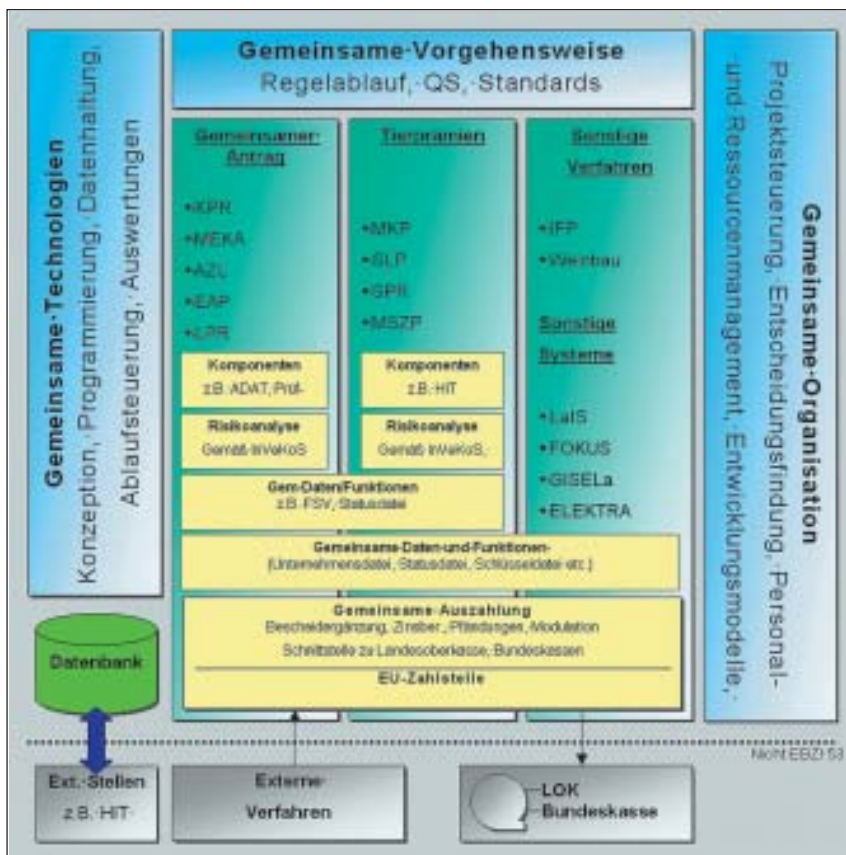 Gemeinsame·Vorgehensweise
Regelablauf,·QS,·Standards
Gemeinsame·Technologien
Konzeption,·Programmierung,·Datenhaltung,
Ablaufsteuerung,·Auswertungen
Gemeinsamer·
Antrag
•KPR
•MEKA
•AZU
•EAP
•LPR
Komponenten
z.B.·ADAT,·Prüf-
Risikoanalyse
Gemäß·InVeKoS
Tierprämien
•MKP
•SLP
•SPR
•MSZP
Komponenten
z.B.·HIT
Risikoanalyse
Gemäß·InVeKoS,
Sonstige
Verfahren
•IFP
•Weinbau
Sonstige
Systeme
•LaIS
•FOKUS
•GISELa
•ELEKTRA
Gem·Daten/Funktionen
z.B.·FSV,·Statusdatei
Gemeinsame·Daten·und·Funktionen·
(Unternehmensdatei,·Statusdatei,·Schlüsseldatei·etc.)
Gemeinsame·Auszahlung
Bescheidergänzung,·Zinsber.,·Pfändungen,·Modulation
Schnittstelle·zu·Landesoberkasse,·Bundeskassen
EU-Zahlstelle
Gemeinsame·Organisation
Projektsteuerung,·Entscheidungsfindung,·Personal-
·und·Ressourcenmanagement,·Entwicklungsmodelle,·
Datenbank
Nicht·EBZI·53
Ext.·Stellen
z.B.·HIT·
Externe·
Verfahren
LOK
Bundeskasse